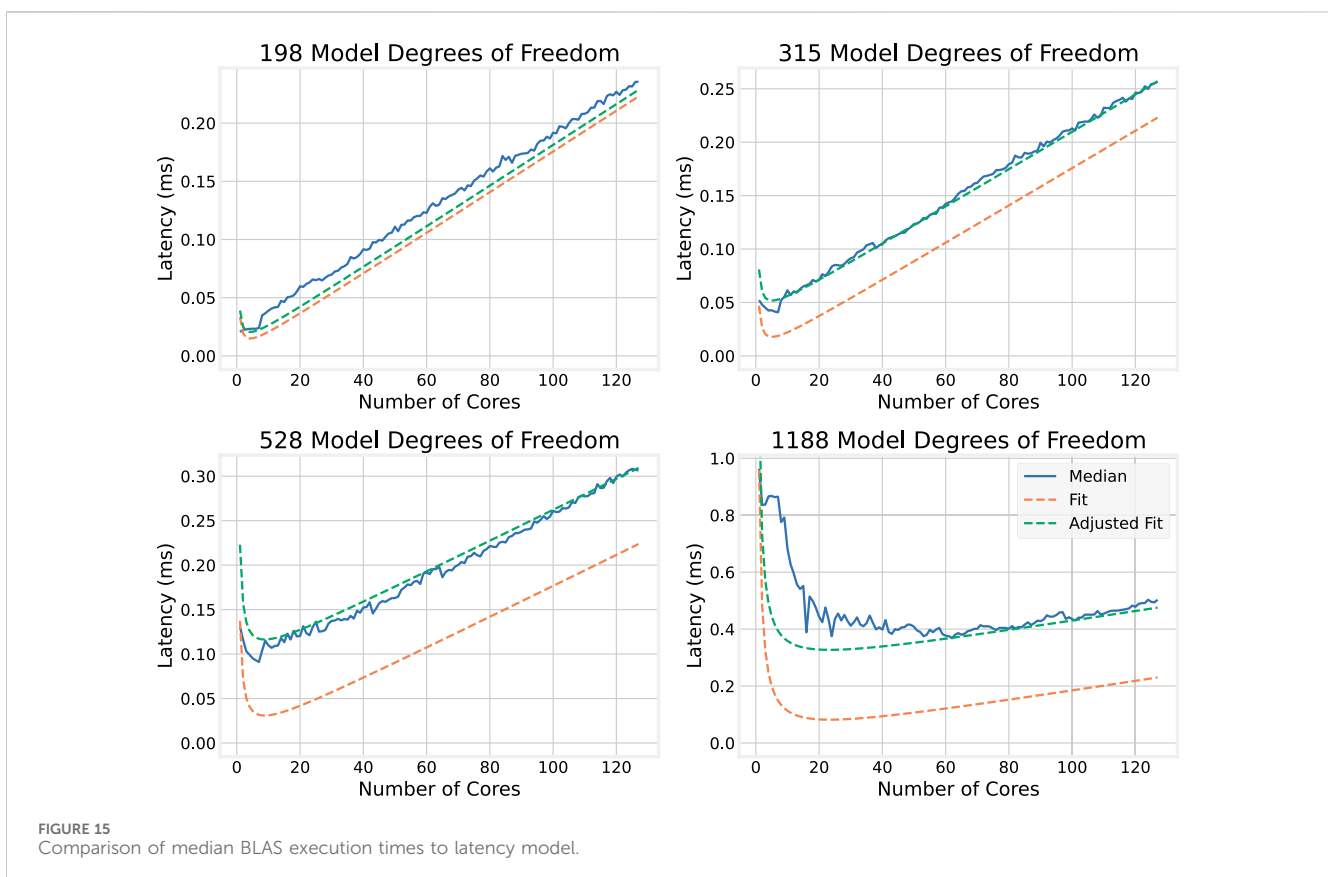 198 Model Degrees of Freedom
Latency (ms)
0.20
0.15
0.10
0.05
0.00
0 20 40 60 80 100 120
Number of Cores
315 Model Degrees of Freedom
Latency (ms)
0.25
0.20
0.15
0.10
0.05
0.00
0 20 40 60 80 100 120
Number of Cores
528 Model Degrees of Freedom
Latency (ms)
0.30
0.25
0.20
0.15
0.10
0.05
0.00
0 20 40 60 80 100 120
Number of Cores
1188 Model Degrees of Freedom
Latency (ms)
1.0
0.8
0.6
0.4
0.2
0.0
Median
Fit
Adjusted Fit
0 20 40 60 80 100 120
Number of Cores
FIGURE 15
Comparison of median BLAS execution times to latency model.